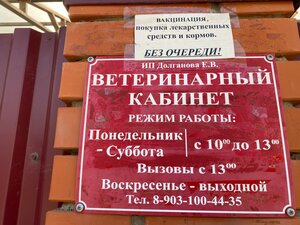 ВАКЦИНАЦИЯ,
покупка лекарственных
средств и кормов.
БЕЗ ОЧЕРЕДИ!
ИП Долганова Е.В.
ВЕТЕРИНАРНЫЙ
КАБИНЕТ
РЕЖИМ РАБОТЫ:
Понедельник
- Суббота
с 10⁰⁰ до 13⁰⁰
Вызовы с 13⁰⁰
Воскресенье - выходной
Тел. 8-903-100-44-35